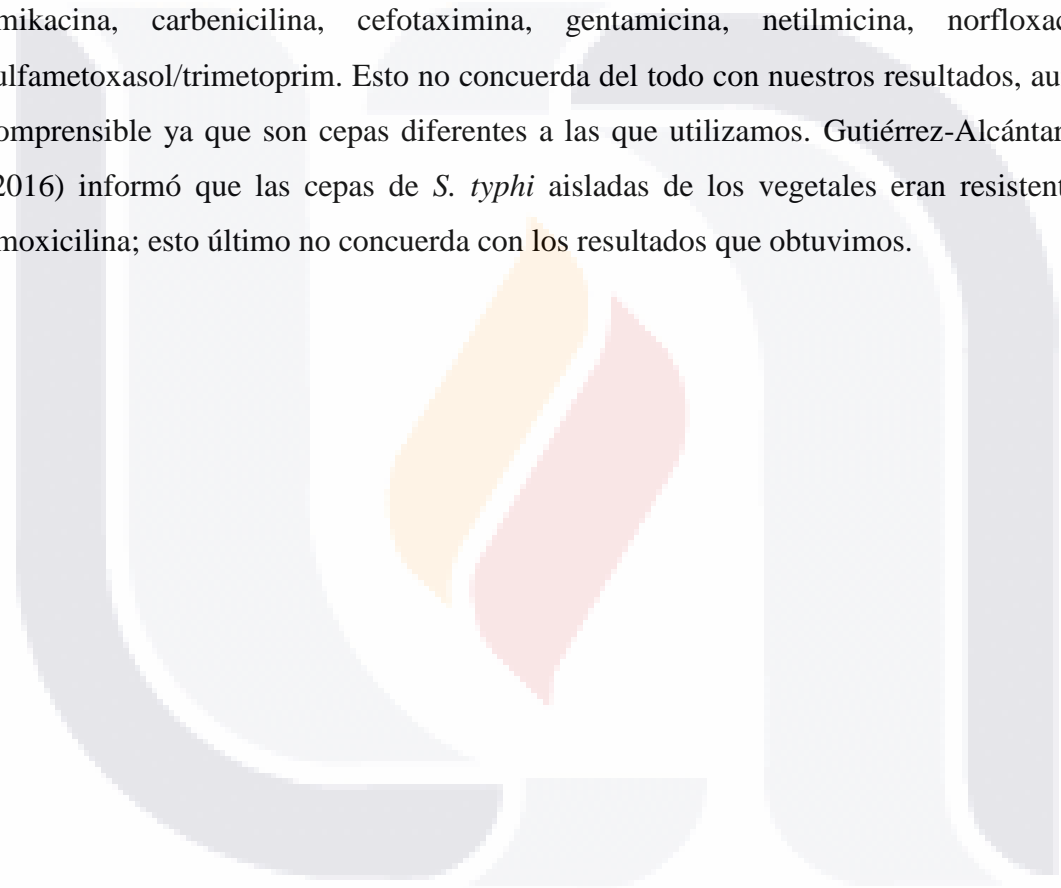 mikacina, carbenicilina, cefotaximina, gentamicina, netilmicina, norfloxac
ulfametoxasol/trimetoprim. Esto no concuerda del todo con nuestros resultados, au
omprensible ya que son cepas diferentes a las que utilizamos. Gutiérrez-Alcántar
2016) informó que las cepas de S. typhi aisladas de los vegetales eran resistent
moxicilina; esto último no concuerda con los resultados que obtuvimos.